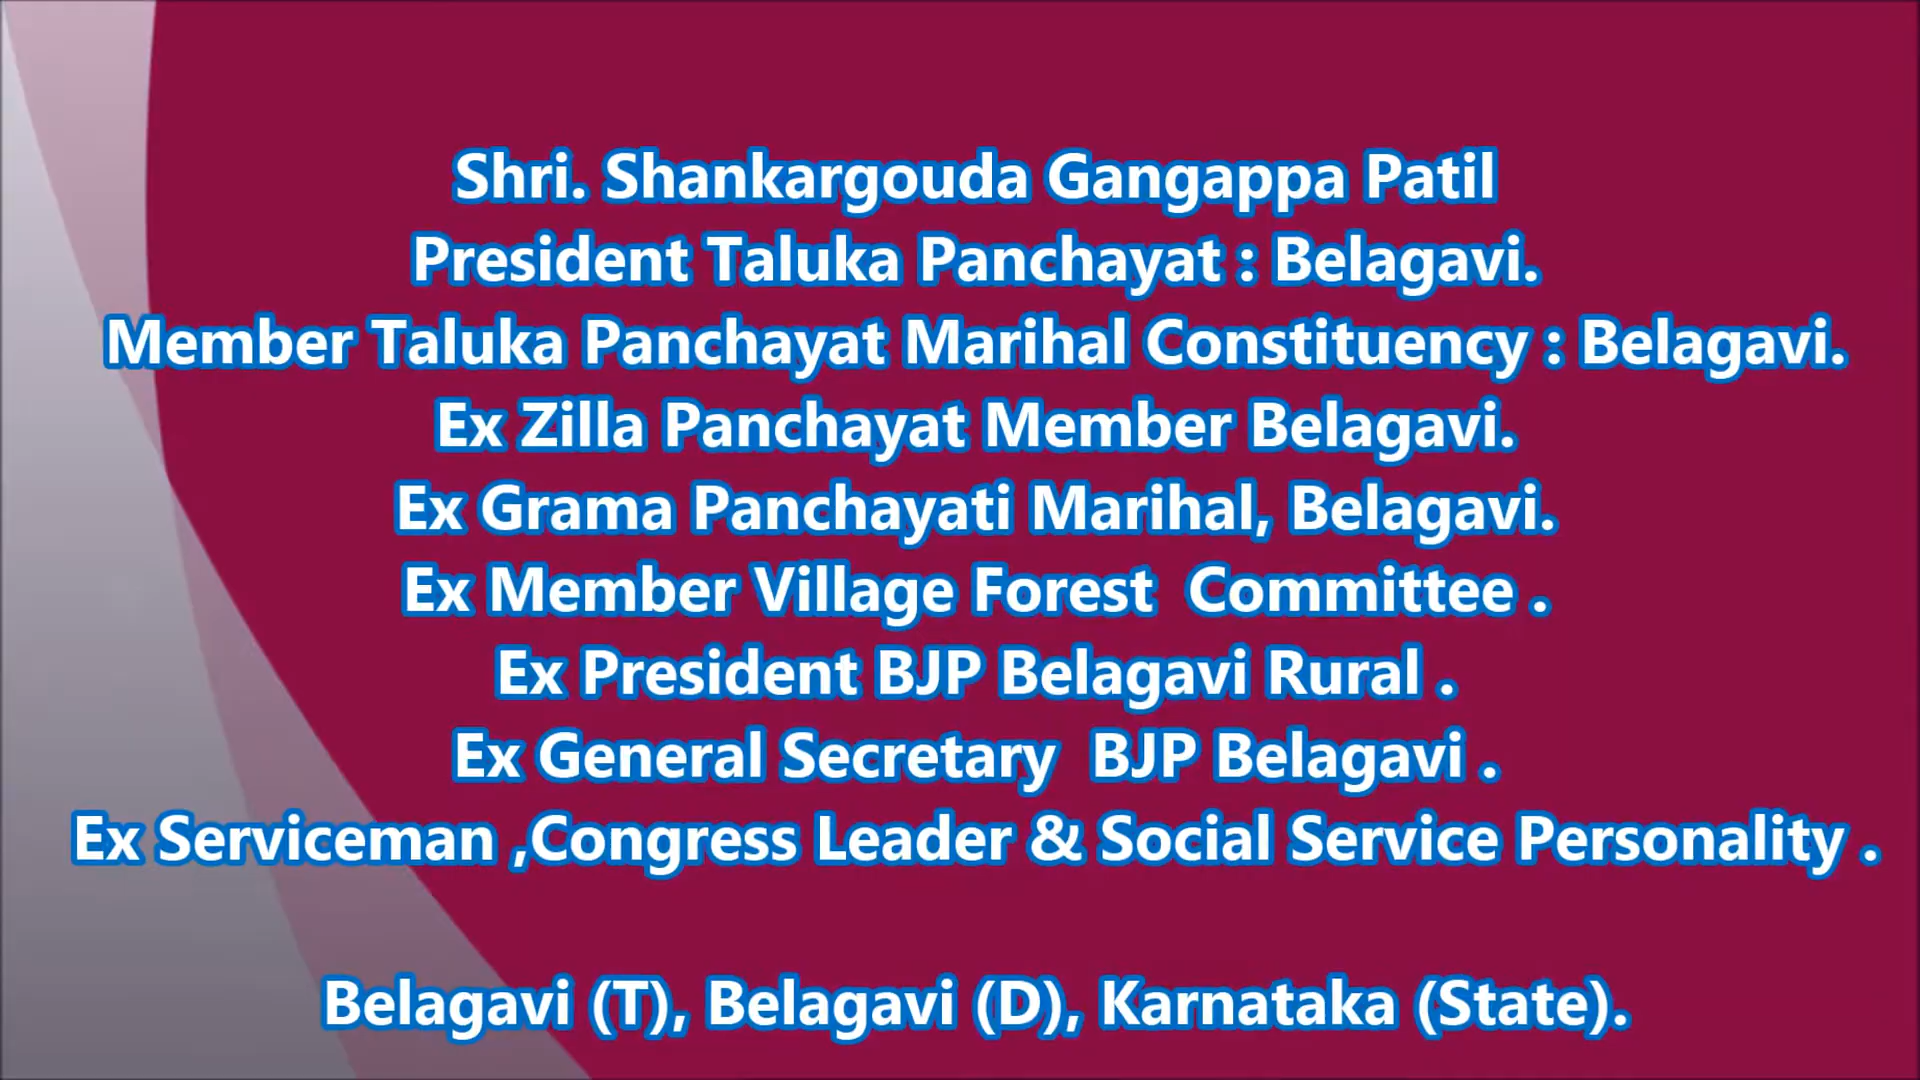 Shri. Shankargouda Gangappa Patil
President Taluka Panchayat : Belagavi.
Member Taluka Panchayat Marihal Constituency : Belagavi.
Ex Zilla Panchayat Member Belagavi.
Ex Grama Panchayati Marihal, Belagavi.
Ex Member Village Forest  Committee .
Ex President BJP Belagavi Rural .
Ex General Secretary  BJP Belagavi .
Ex Serviceman ,Congress Leader & Social Service Personality .
Belagavi (T), Belagavi (D), Karnataka (State).